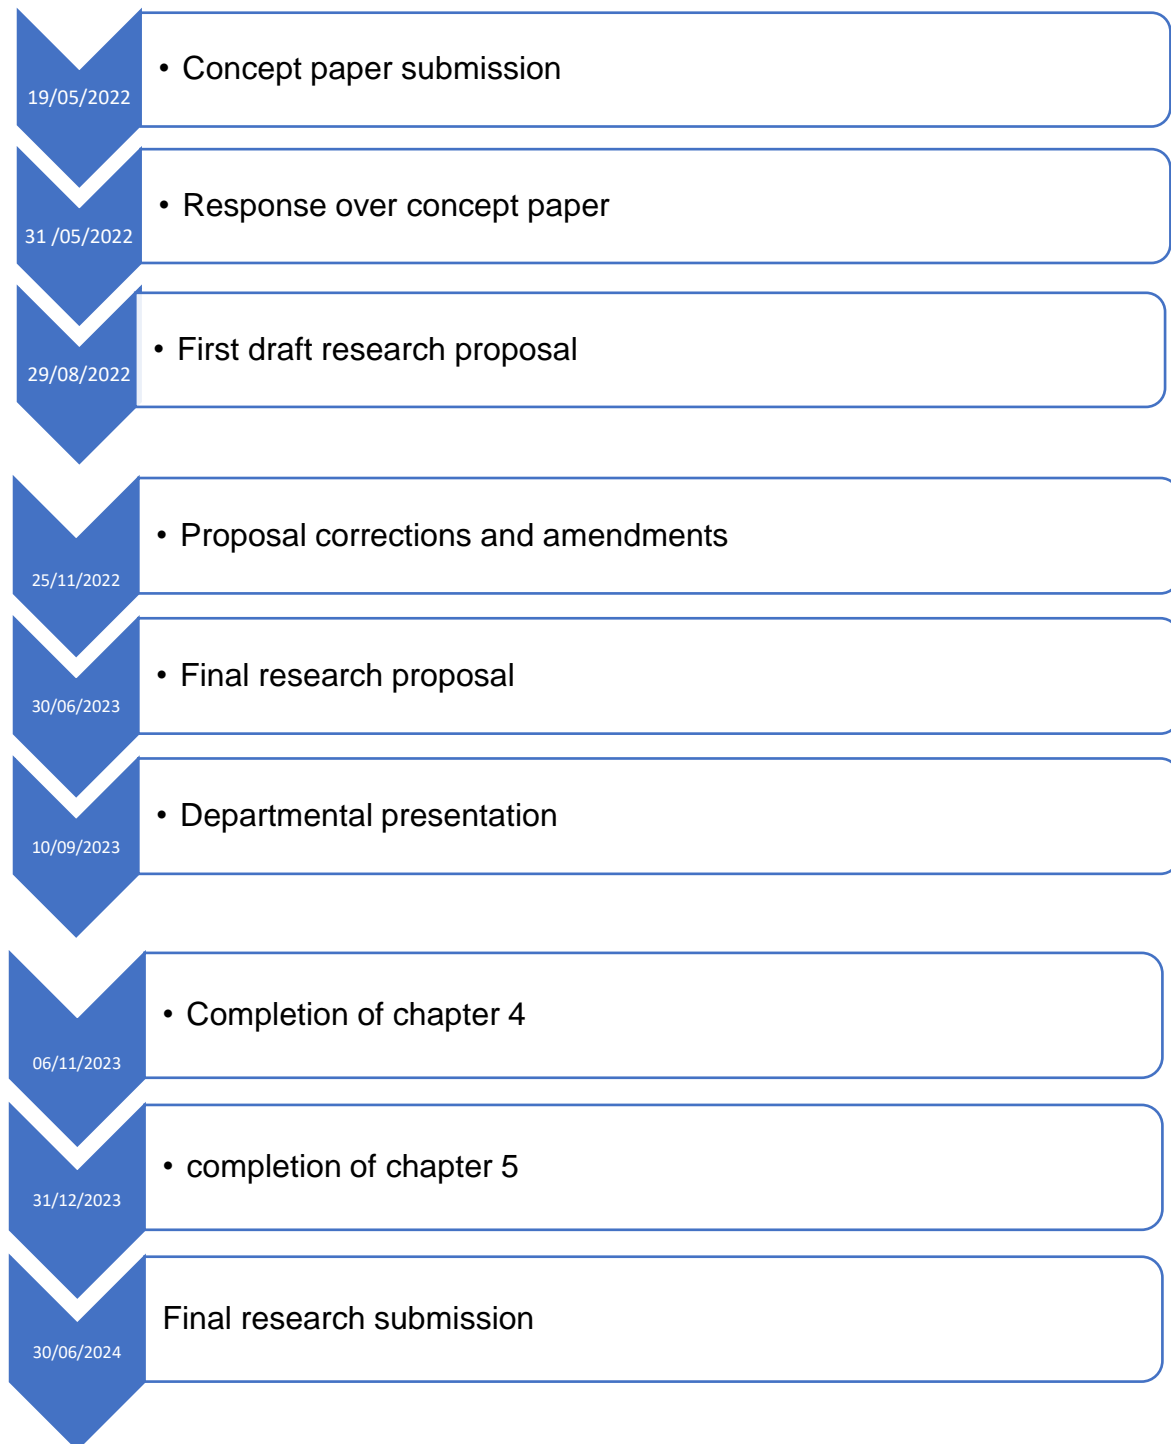 • Concept paper submission
19/05/2022
• Response over concept paper
31 /05/2022
• First draft research proposal
29/08/2022
• Proposal corrections and amendments
25/11/2022
• Final research proposal
30/06/2023
• Departmental presentation
10/09/2023
• Completion of chapter 4
06/11/2023
• completion of chapter 5
31/12/2023
Final research submission
30/06/2024